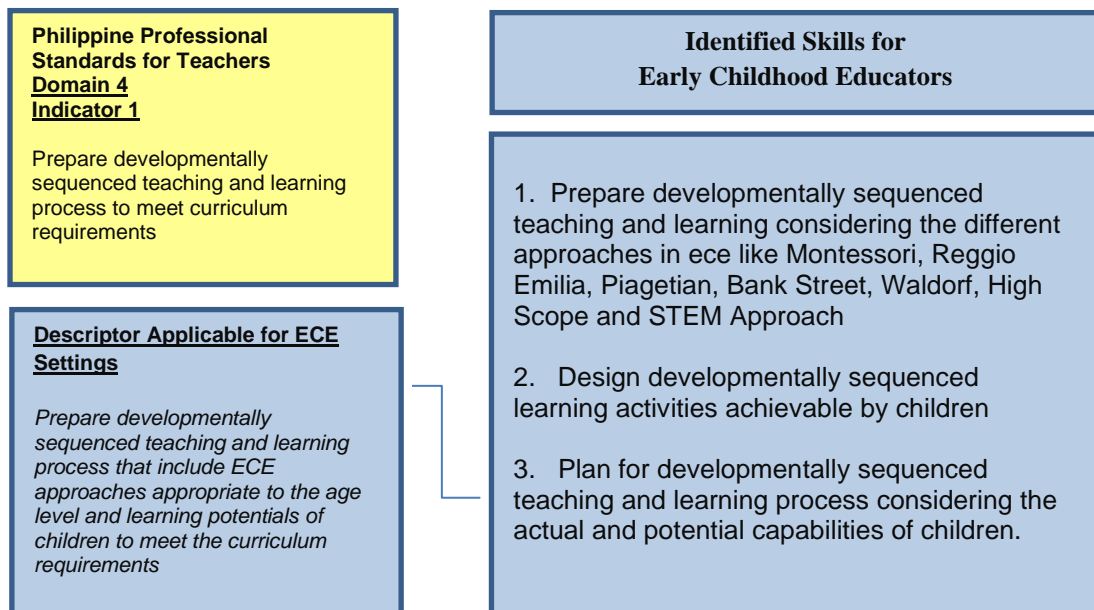 Philippine Professional
Standards for Teachers
Domain 4
Indicator 1
Prepare developmentally
sequenced teaching and learning
process to meet curriculum
requirements
Descriptor Applicable for ECE
Settings
Prepare developmentally
sequenced teaching and learning
process that include ECE
approaches appropriate to the age
level and learning potentials of
children to meet the curriculum
requirements
Identified Skills for
Early Childhood Educators
1. Prepare developmentally sequenced
teaching and learning considering the different
approaches in ece like Montessori, Reggio
Emilia, Piagetian, Bank Street, Waldorf, High
Scope and STEM Approach
2. Design developmentally sequenced
learning activities achievable by children
3. Plan for developmentally sequenced
teaching and learning process considering the
actual and potential capabilities of children.